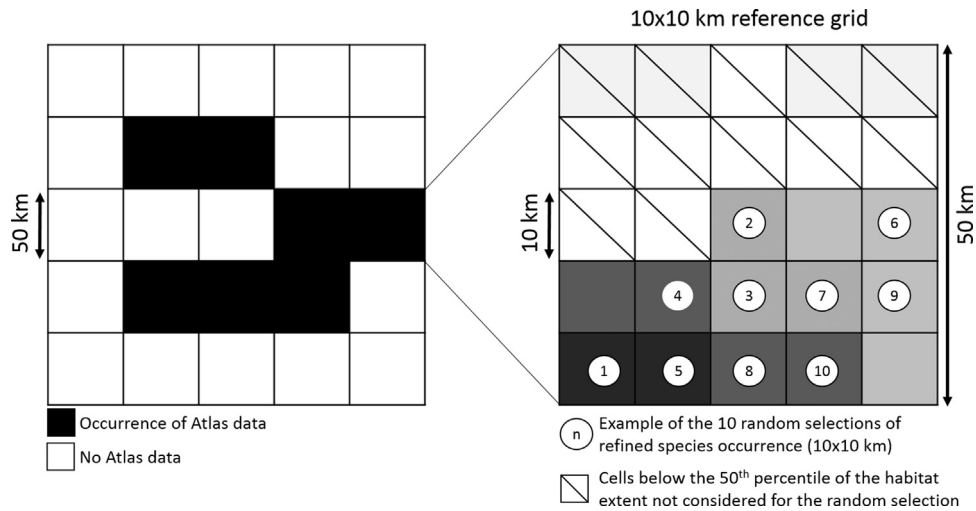 10x10 km reference grid
50 km
10 km
50 km
2
6
4
3
7
9
1
5
8
10
Occurrence of Atlas data
No Atlas data
n
Example of the 10 random selections of
refined species occurrence (10x10 km)
Cells below the 50th percentile of the habitat
extent not considered for the random selection